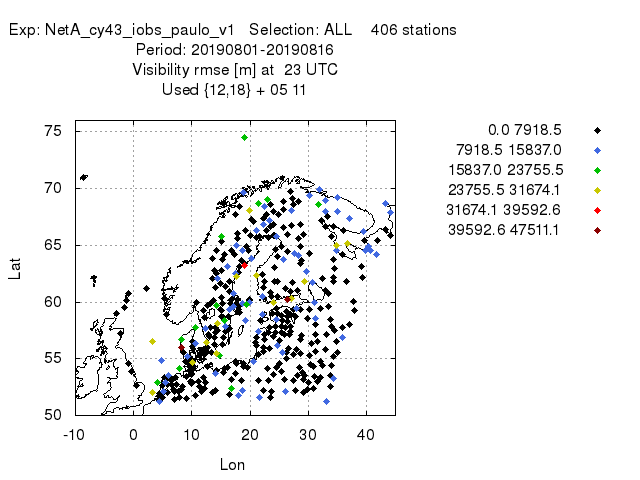 Exp: NetA_cy43_iobs_paulo_v1 Selection: ALL 406 stations
Period: 20190801-20190816
Visibility rmse [m] at 23 UTC
Used {12,18} + 05 11
0.0 7918.5
7918.5 15837.0
15837.0 23755.5
23755.5 31674.1
31674.1 39592.6
39592.6 47511.1
75
70
65
60
55
50
Lat
-10 0 10 20 30 40
Lon